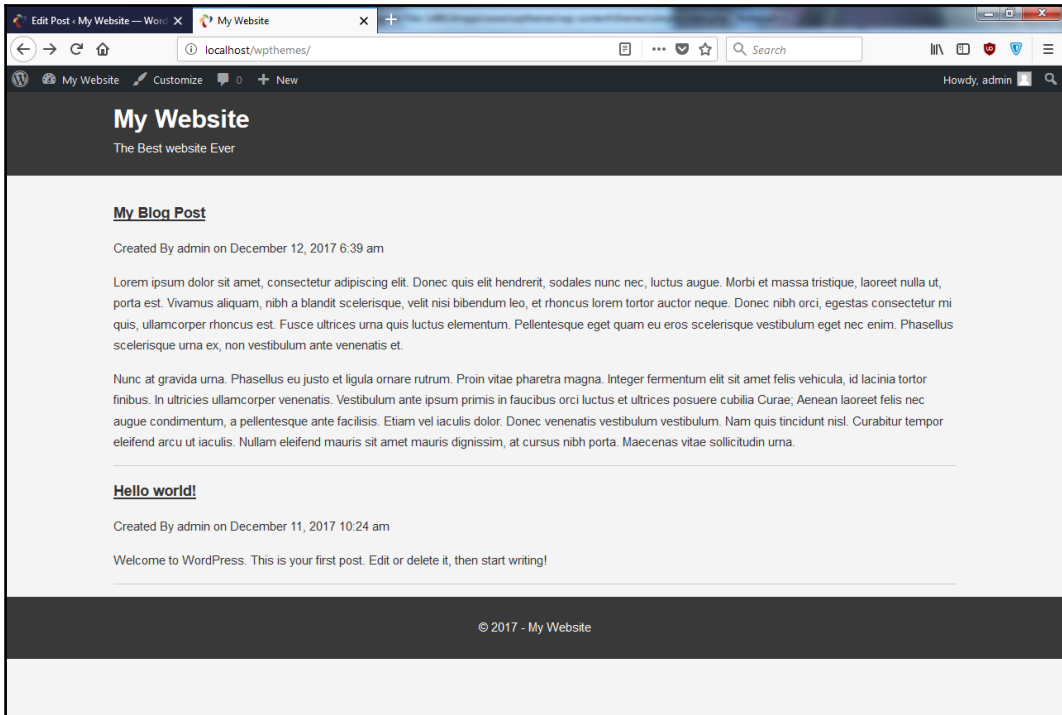 Edit Post ‹ My Website — Word
My Website
localhost/wpthemes/
Search
My Website
Customize
0
New
Howdy, admin
My Website
The Best website Ever
My Blog Post
Created By admin on December 12, 2017 6:39 am
Lorem ipsum dolor sit amet, consectetur adipiscing elit. Donec quis elit hendrerit, sodales nunc nec, luctus augue. Morbi et massa tristique, laoreet nulla ut,
porta est. Vivamus aliquam, nibh a blandit scelerisque, velit nisi bibendum leo, et rhoncus lorem tortor auctor neque. Donec nibh orci, egestas consectetur mi
quis, ullamcorper rhoncus est. Fusce ultrices urna quis luctus elementum. Pellentesque eget quam eu eros scelerisque vestibulum eget nec enim. Phasellus
scelerisque urna ex, non vestibulum ante venenatis et.
Nunc at gravida urna. Phasellus eu justo et ligula ornare rutrum. Proin vitae pharetra magna. Integer fermentum elit sit amet felis vehicula, id lacinia tortor
finibus. In ultricies ullamcorper venenatis. Vestibulum ante ipsum primis in faucibus orci luctus et ultrices posuere cubilia Curae; Aenean laoreet felis nec
augue condimentum, a pellentesque ante facilisis. Etiam vel iaculis dolor. Donec venenatis vestibulum vestibulum. Nam quis tincidunt nisl. Curabitur tempor
eleifend arcu ut iaculis. Nullam eleifend mauris sit amet mauris dignissim, at cursus nibh porta. Maecenas vitae sollicitudin urna.
Hello world!
Created By admin on December 11, 2017 10:24 am
Welcome to WordPress. This is your first post. Edit or delete it, then start writing!
© 2017 - My Website